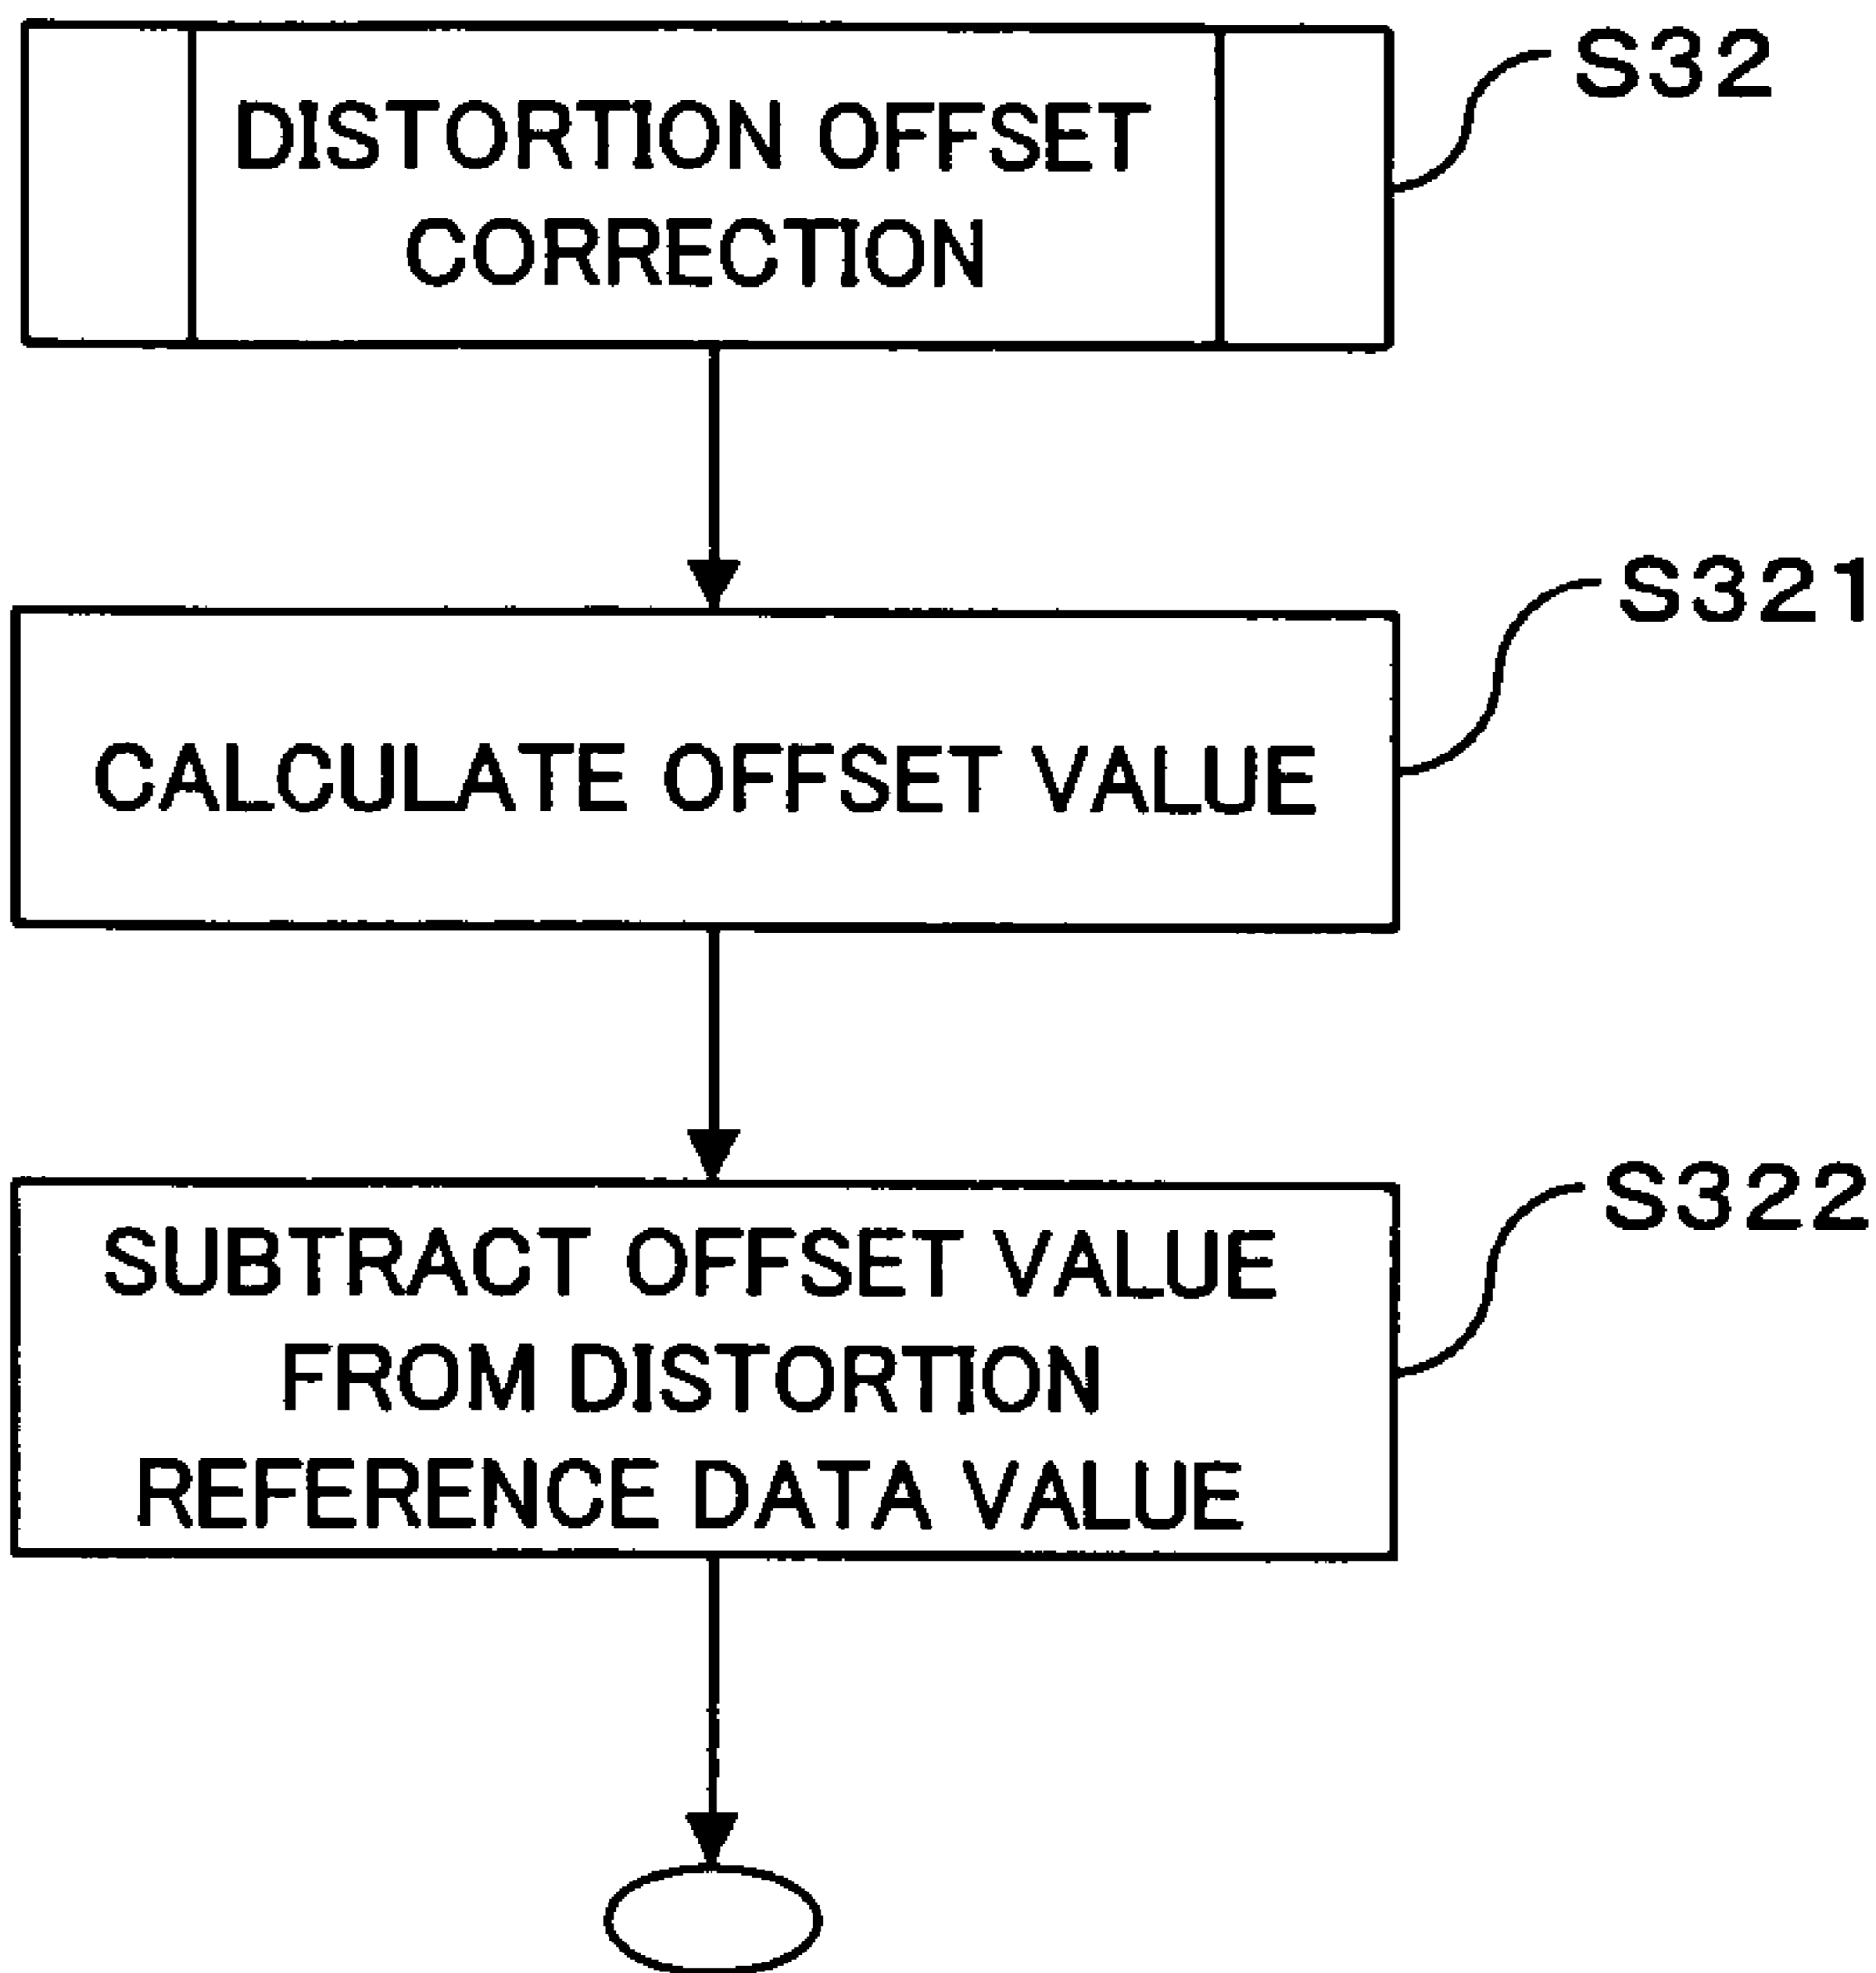 DISTORTION OFFSET
CORRECTION
S32
CALCULATE OFFSET VALUE
S321
SUBTRACT OFFSET VALUE
FROM DISTORTION
REFERENCE DATA VALUE
S322